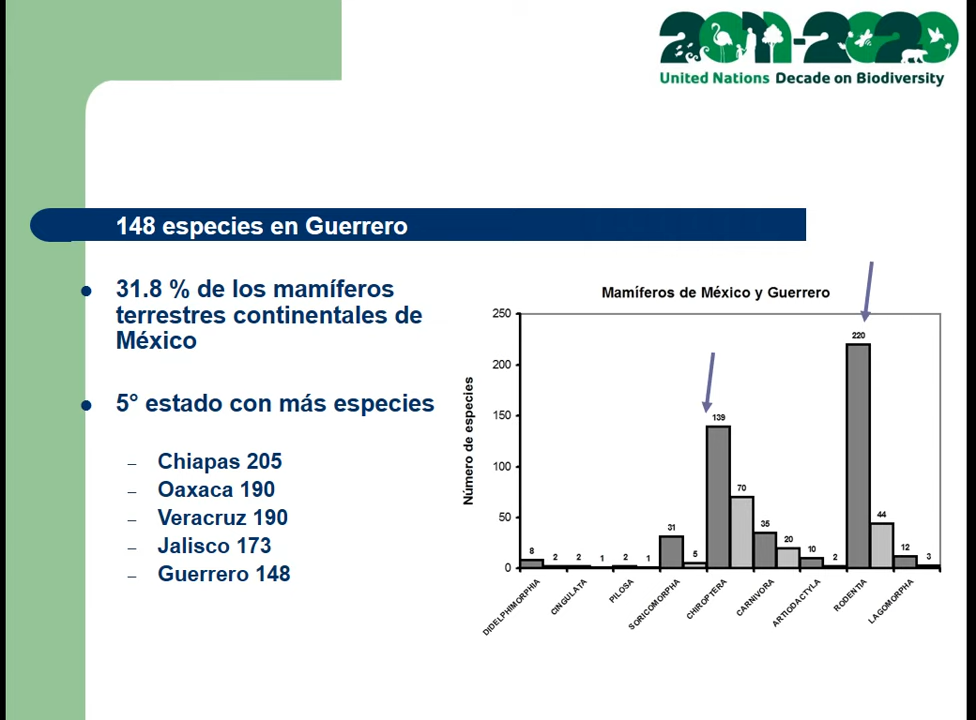 2011-2020
United Nations Decade on Biodiversity
148 especies en Guerrero
31.8 % de los mamíferos
terrestres continentales de
México
5° estado con más especies
– Chiapas 205
– Oaxaca 190
– Veracruz 190
– Jalisco 173
– Guerrero 148
Mamíferos de México y Guerrero
Número de especies
250
200
150
100
50
0
8 2 2 1 2 1 31 5 139 70 35 20 10 2 220 44 12 3
DIDELPHIMORPHIA
CINGULATA
PILOSA
SORICOMORPHA
CHIROPTERA
CARNIVORA
ARTIODACTYLA
RODENTIA
LAGOMORPHA